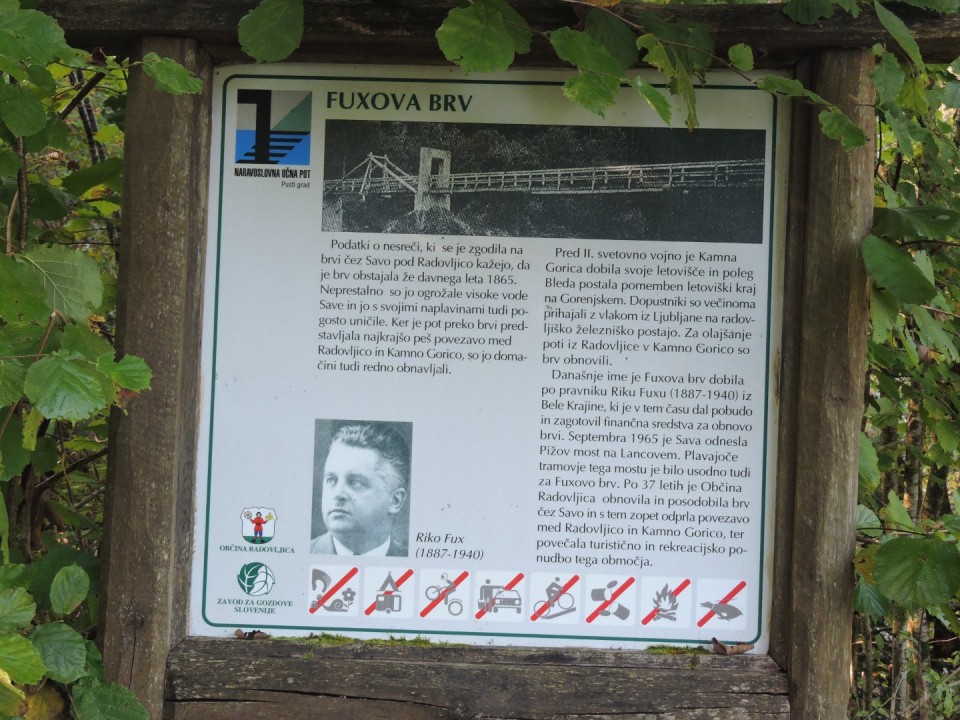 FUXOVA BRV
1
NARAVOSLOVNA UČNA POT
Pusti grad
Podatki o nesreči, ki se je zgodila na
brvi čez Savo pod Radovljico kažejo, da
je brv obstajala že davnega leta 1865.
Neprestalno so jo ogrožale visoke vode
Save in jo s svojimi naplavinami tudi po-
gosto uničile. Ker je pot preko brvi pred-
stavljala najkrajšo peš povezavo med
Radovljico in Kamno Gorico, so jo doma-
čini tudi redno obnavljali.
Pred II. svetovno vojno je Kamna
Gorica dobila svoje letovišče in poleg
Bleda postala pomemben letoviški kraj
na Gorenjskem. Dopustniki so večinoma
prihajali z vlakom iz Ljubljane na radov-
ljiško železniško postajo. Za olajšanje
poti iz Radovljice v Kamno Gorico so
brv obnovili.
Današnje ime je Fuxova brv dobila
po pravniku Riku Fuxu (1887-1940) iz
Bele Krajine, ki je v tem času dal pobudo
in zagotovil finančna sredstva za obnovo
brvi. Septembra 1965 je Sava odnesla
Pižov most na Lancovem. Plavajoče
tramovje tega mostu je bilo usodno tudi
za Fuxovo brv. Po 37 letih je Občina
Radovljica obnovila in posodobila brv
čez Savo in s tem zopet odprla povezavo
med Radovljico in Kamno Gorico, ter
povečala turistično in rekreacijsko po-
nudbo tega območja.
Riko Fux
(1887-1940)
OBČINA RADOVLJICA
ZAVOD ZA GOZDOVE
SLOVENIJE